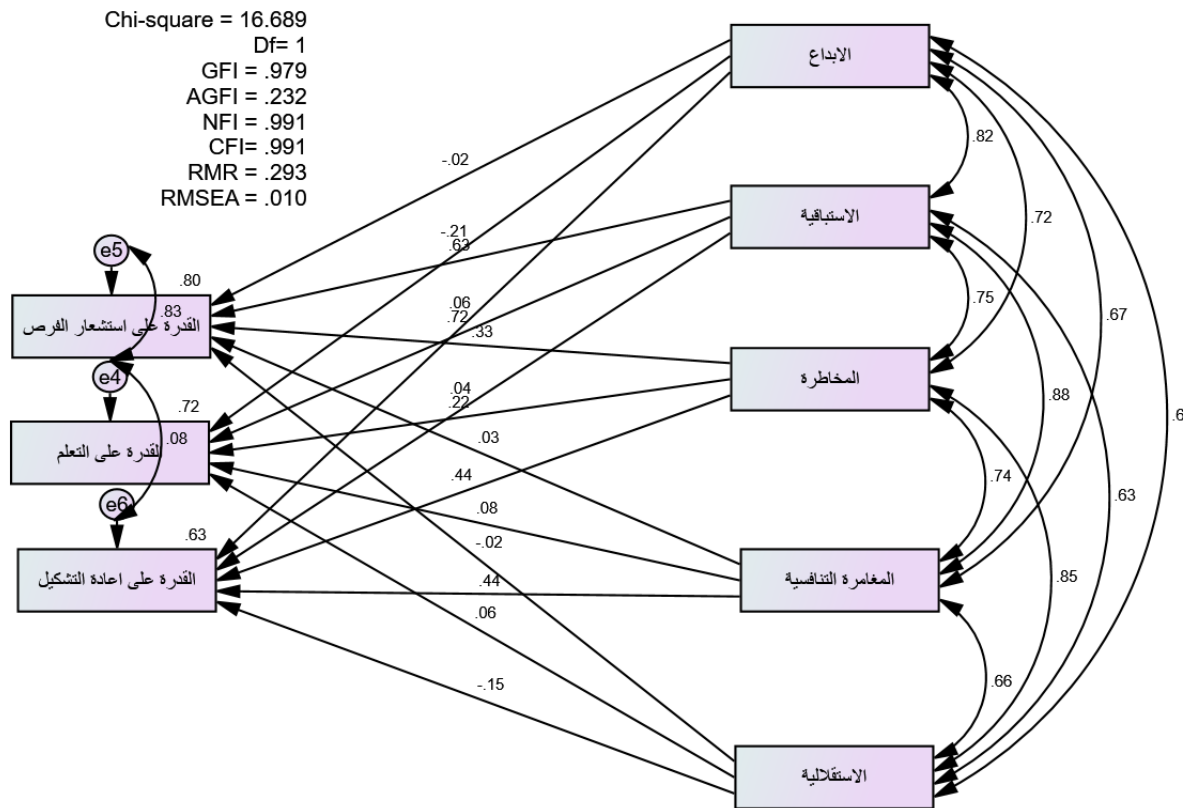 Chi-square = 16.689
Df= 1
GFI = .979
AGFI = .232
NFI = .991
CFI= .991
RMR = .293
RMSEA = .010
الابداع
-.02
.82
الاستباقية
.72
-.21
.63
e5
.80
.75
.06
.83
القدرة على استشعار الفرص
.72
.33
.67
المخاطرة
e4
.04
.22
.88
.72
.6
.08
القدرة على التعلم
.03
.44
.74
.63
e6
.08
.63
-.02
القدرة على اعادة التشكيل
.44
المغامرة التنافسية
.85
.06
.66
-.15
الاستقلالية